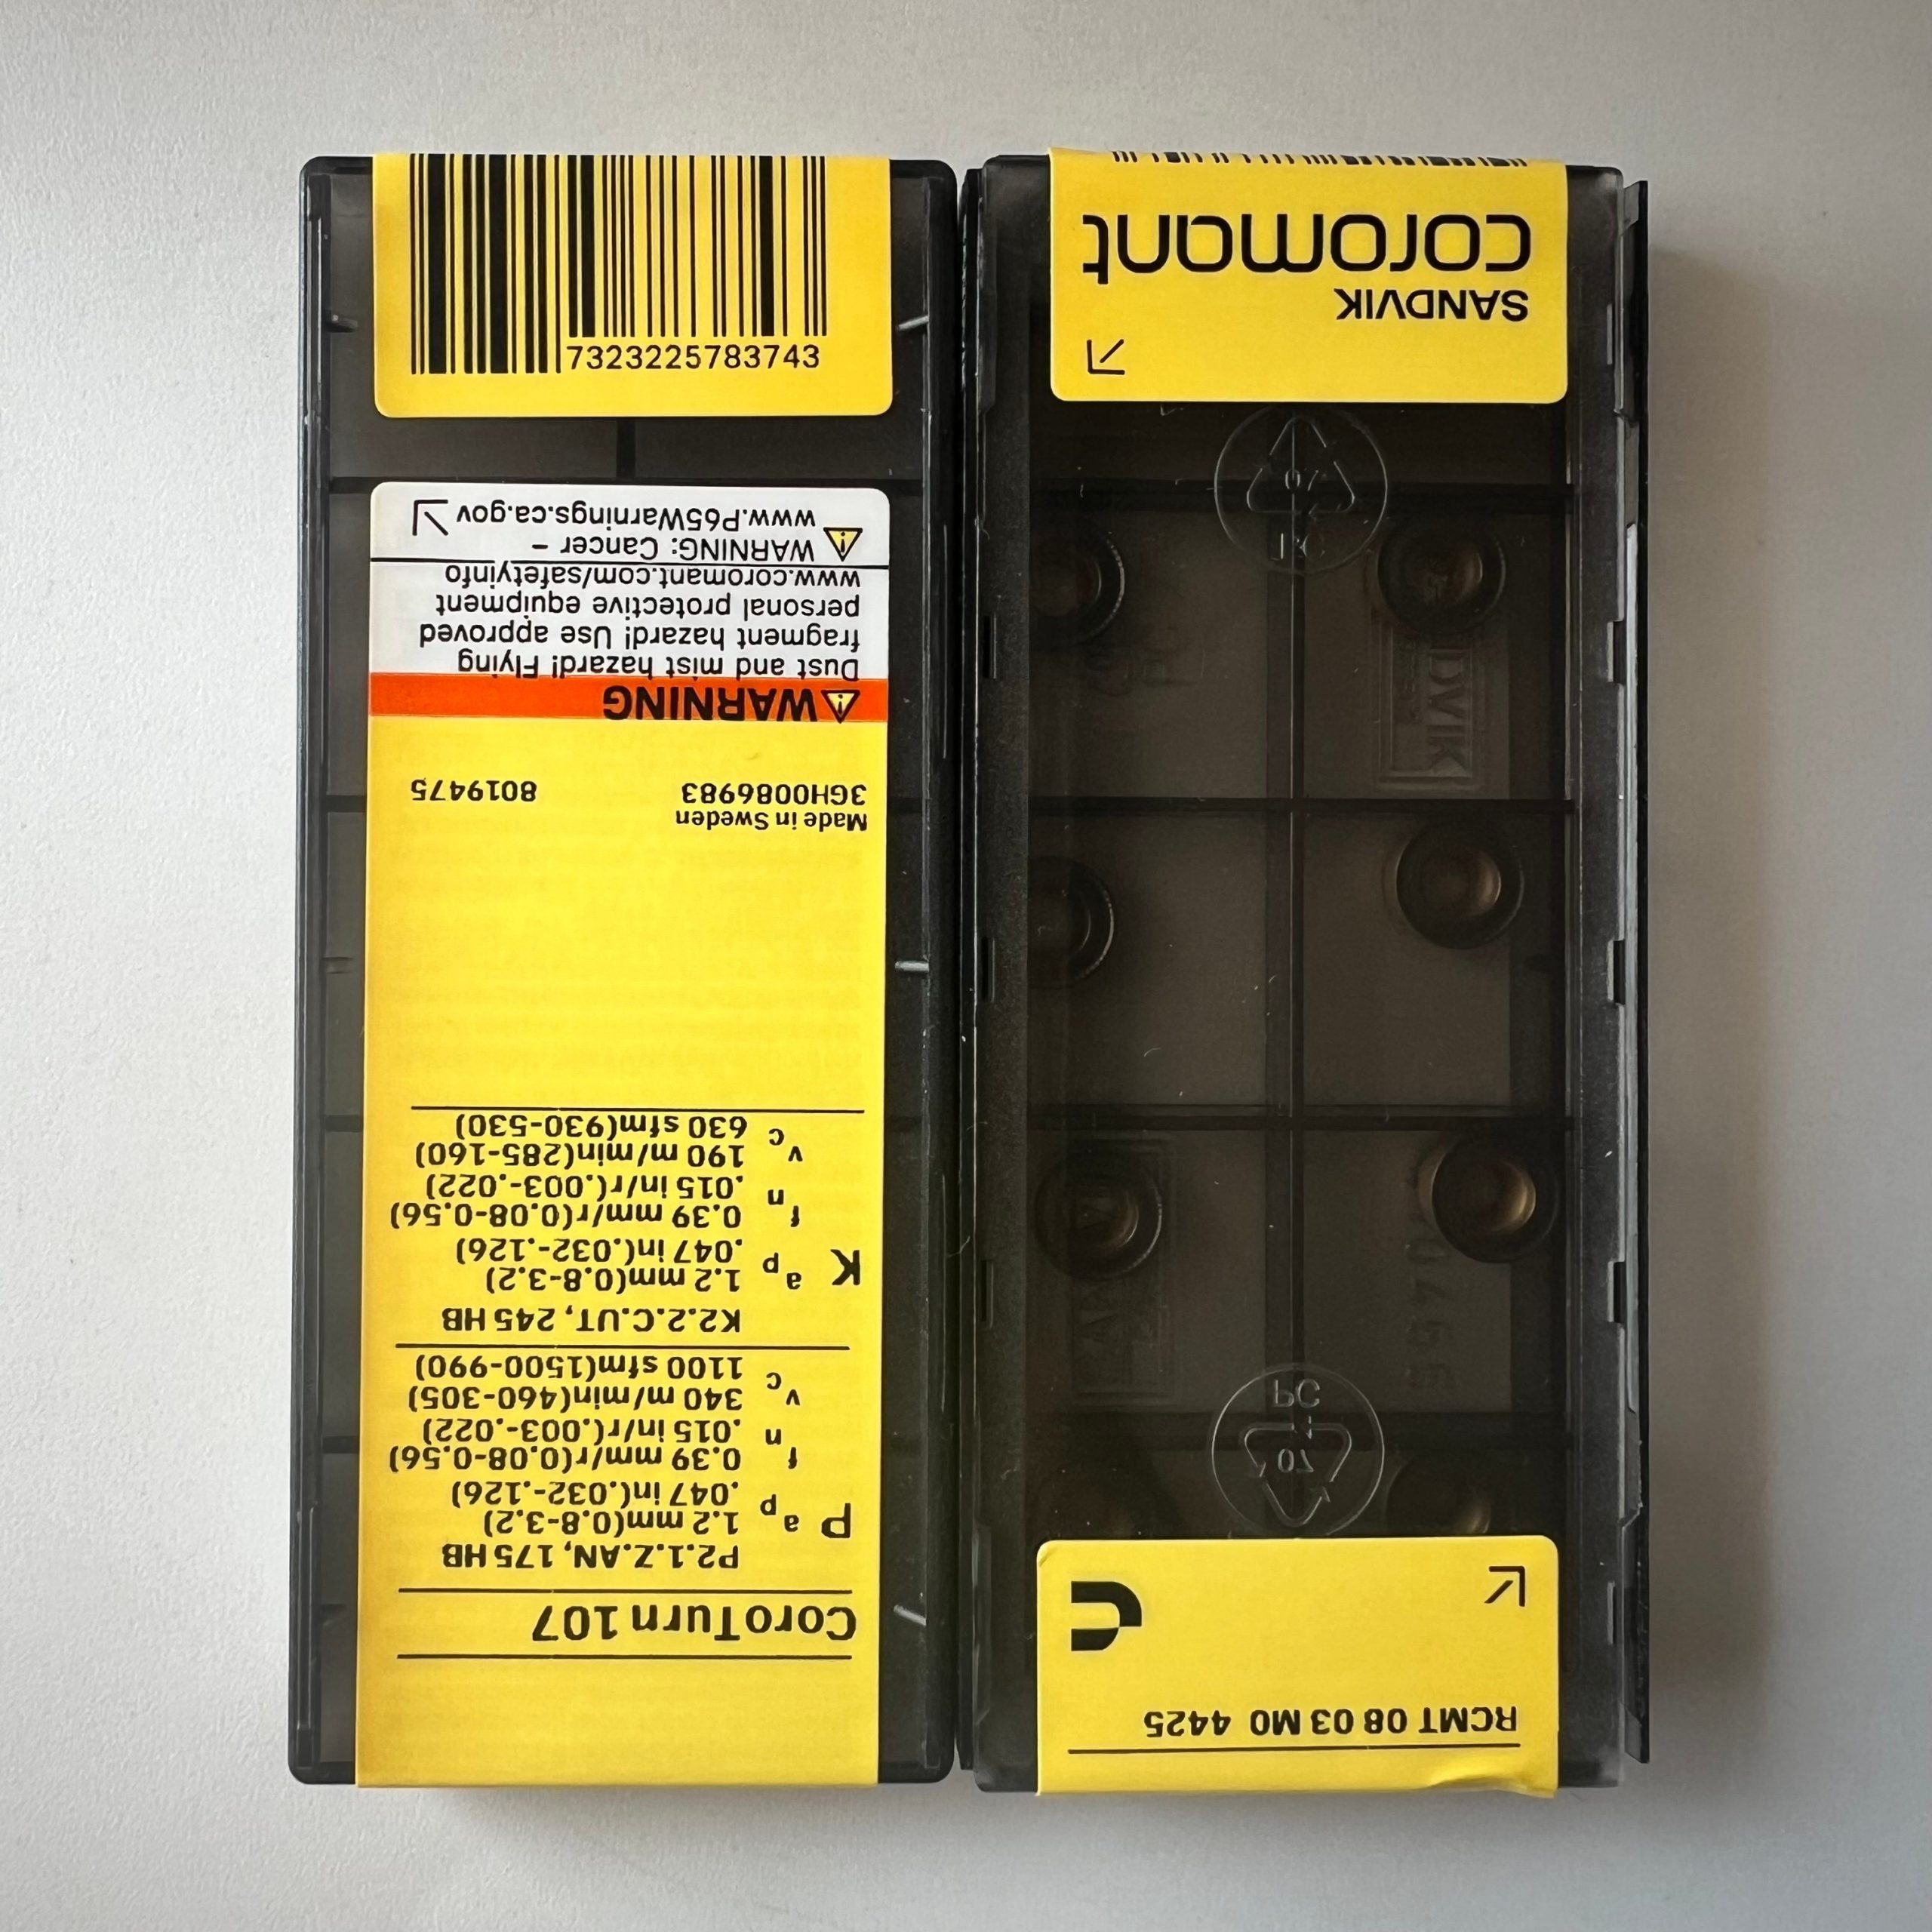 7323225783743
CoroTurn 107
P2.1.Z.AN, 175 HB
P
ap 1.2 mm(0.8-3.2)
.047 in(.032-.126)
fn 0.39 mm/r(0.08-0.56)
.015 in/r(.003-.022)
vc 340 m/min(460-305)
1100 sfm(1500-990)
K2.2.C.UT, 245 HB
K
ap 1.2 mm(0.8-3.2)
.047 in(.032-.126)
fn 0.39 mm/r(0.08-0.56)
.015 in/r(.003-.022)
vc 190 m/min(285-160)
630 sfm(930-530)
Made in Sweden
3GH0086983 8019475
WARNING
Dust and mist hazard! Flying
fragment hazard! Use approved
personal protective equipment
www.coromant.com/safetyinfo
WARNING: Cancer –
www.P65Warnings.ca.gov
RCMT 08 03 M0 4425
07
PC
SANDVIK
coromant
07
PC
DVIK